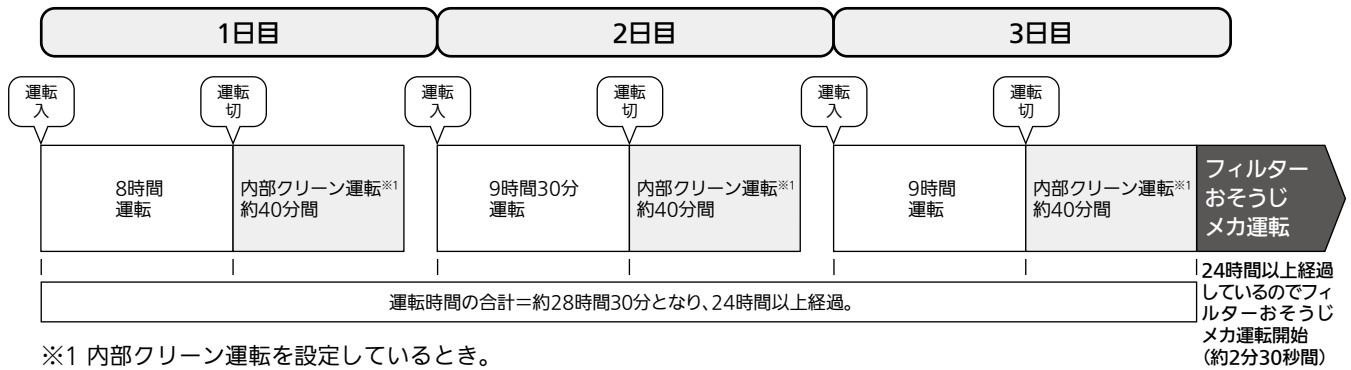 1日目
2日目
3日目
運転
入
運転
切
運転
入
運転
切
運転
入
運転
切
8時間
運転
内部クリーン運転※1
約40分間
9時間30分
運転
内部クリーン運転※1
約40分間
9時間
運転
内部クリーン運転※1
約40分間
フィルター
おそうじ
メカ運転
運転時間の合計＝約28時間30分となり、24時間以上経過。
24時間以上経過
しているのでフィ
ルターおそうじ
メカ運転開始
（約2分30秒間）
※1 内部クリーン運転を設定しているとき。